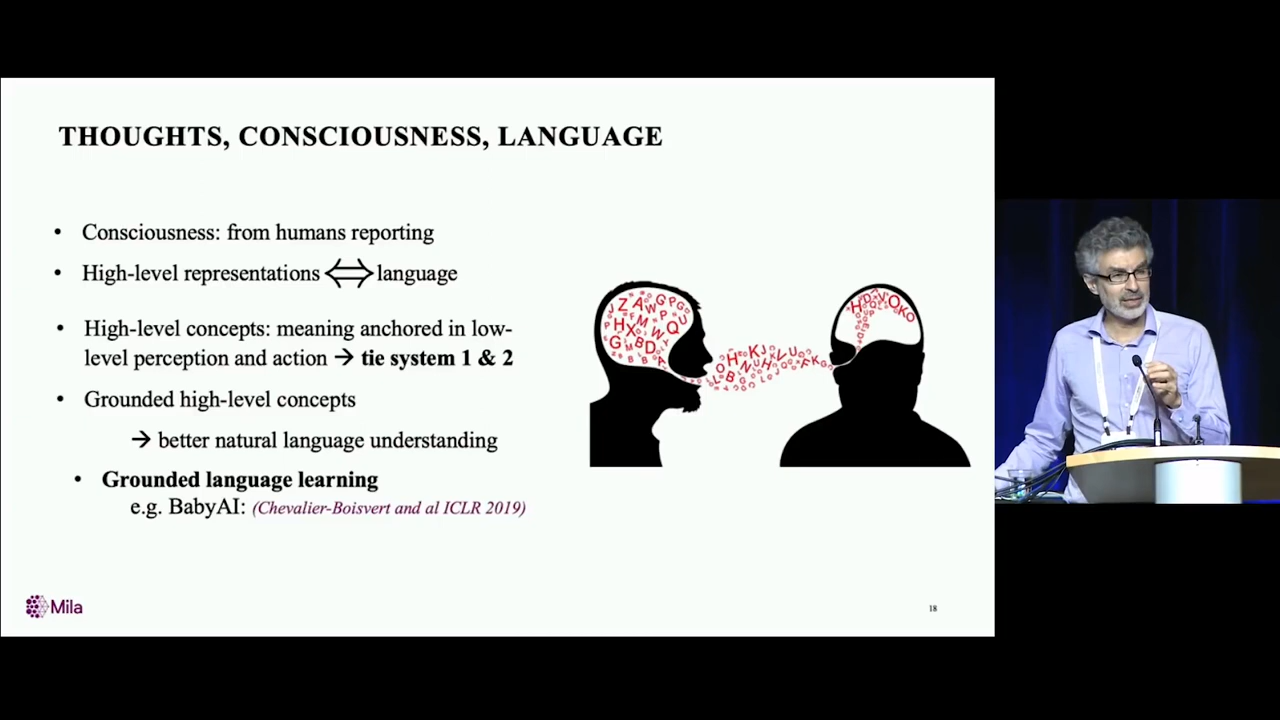 THOUGHTS, CONSCIOUSNESS, LANGUAGE
• Consciousness: from humans reporting
• High-level representations ⟺ language
• High-level concepts: meaning anchored in low-
level perception and action → tie system 1 & 2
• Grounded high-level concepts
→ better natural language understanding
• Grounded language learning
e.g. BabyAI: (Chevalier-Boisvert and al ICLR 2019)
Mila
18